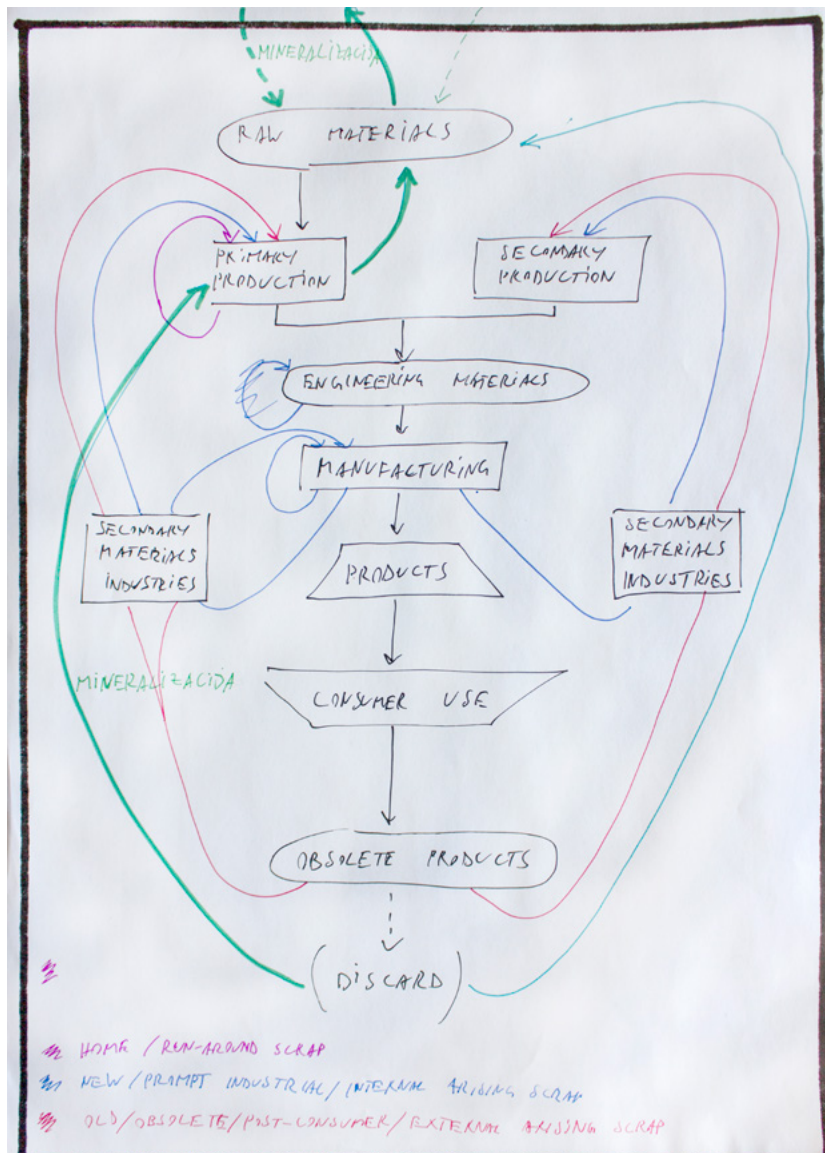 MINERALIZACIJA
RAW MATERIALS
PRIMARY
PRODUCTION
SECONDARY
PRODUCTION
ENGINEERING MATERIALS
MANUFACTURING
SECONDARY
MATERIALS
INDUSTRIES
SECONDARY
MATERIALS
INDUSTRIES
PRODUCTS
MINERALIZACIJA
CONSUMER USE
OBSOLETE PRODUCTS
(DISCARD)
HOME / RUN-AROUND SCRAP
NEW/PROMPT INDUSTRIAL/INTERNAL ARISING SCRAP
OLD/OBSOLETE/POST-CONSUMER/EXTERNAL ARISING SCRAP